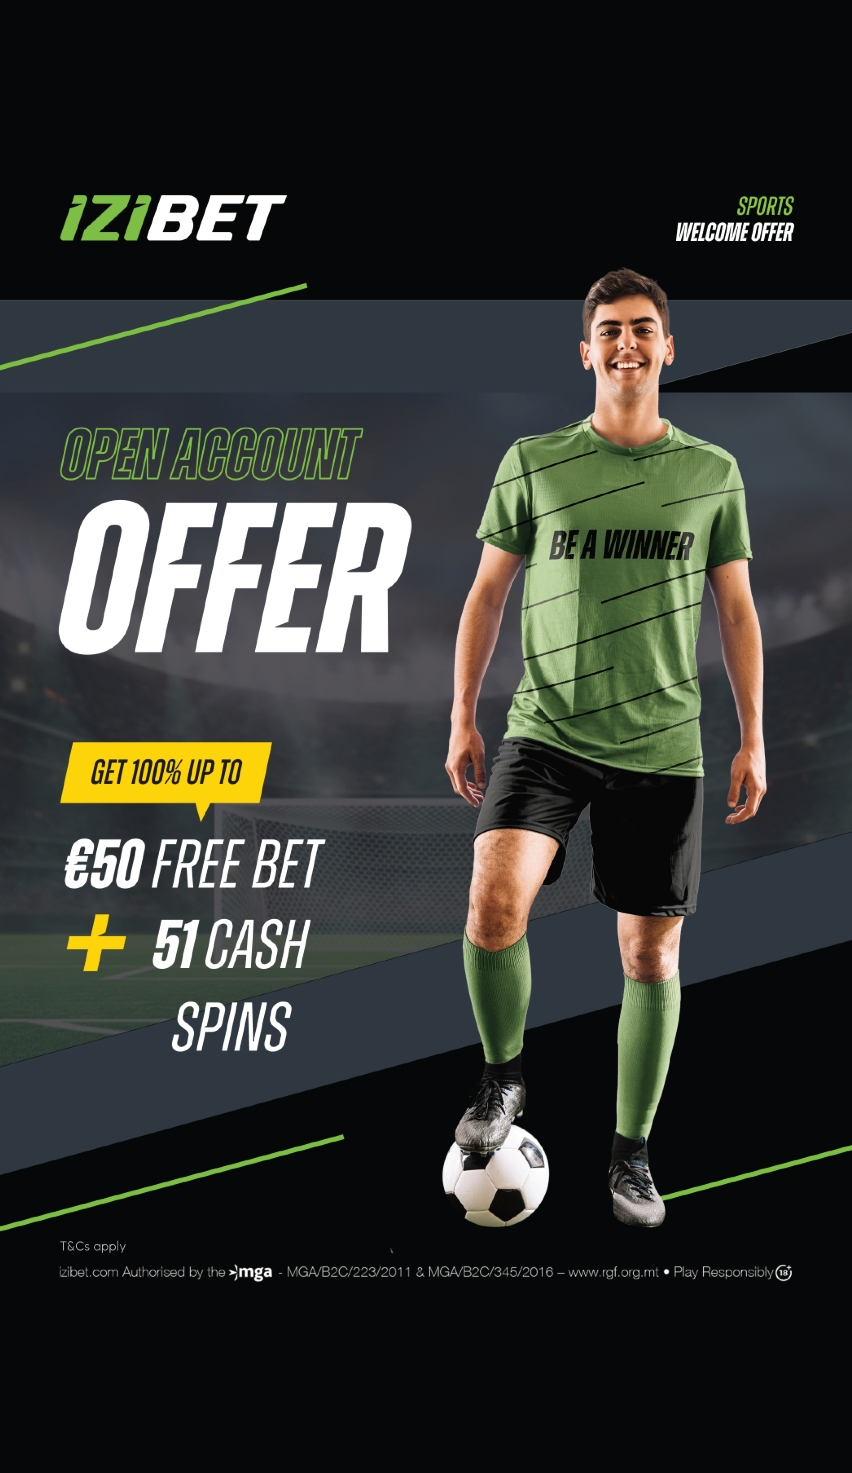 iZiBET
SPORTS
WELCOME OFFER
OPEN ACCOUNT
OFFER
BE A WINNER
GET 100% UP TO
€50 FREE BET
+ 51 CASH
SPINS
T&Cs apply
izibet.com Authorised by the mga - MGA/B2C/223/2011 & MGA/B2C/345/2016 – www.rgf.org.mt • Play Responsibly 18+